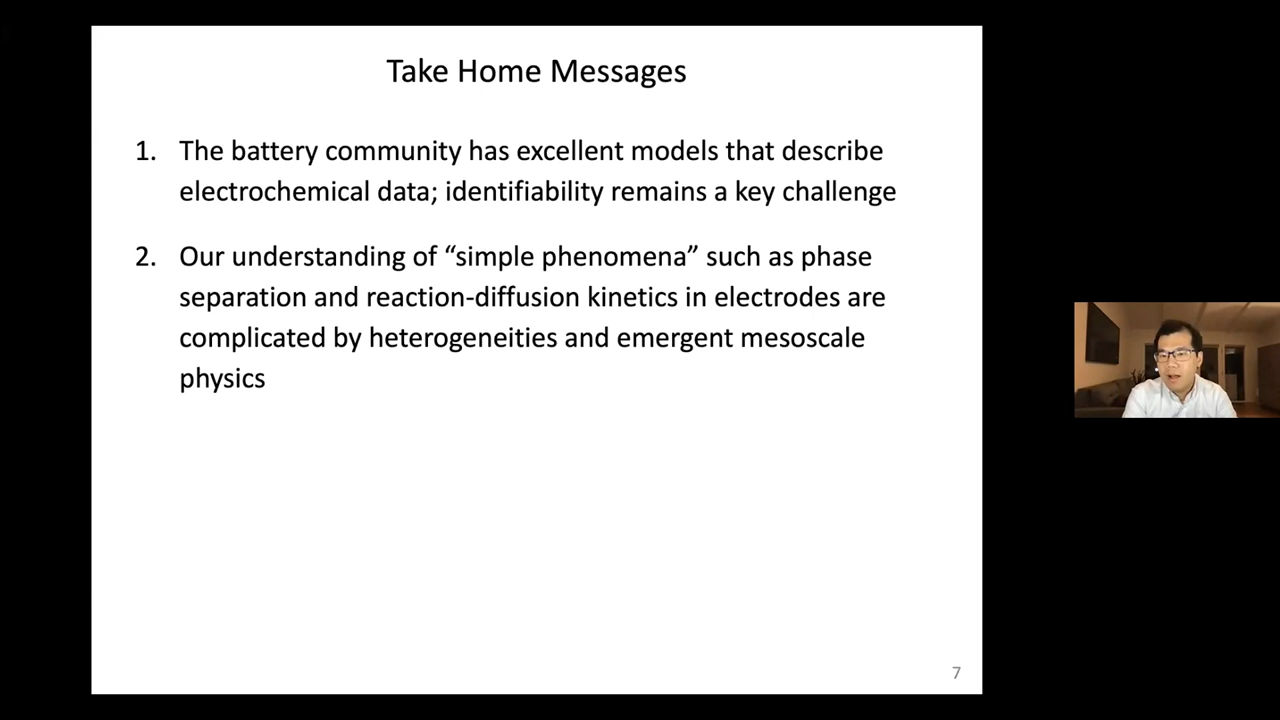 Take Home Messages
1. The battery community has excellent models that describe
electrochemical data; identifiability remains a key challenge
2. Our understanding of “simple phenomena” such as phase
separation and reaction-diffusion kinetics in electrodes are
complicated by heterogeneities and emergent mesoscale
physics
7